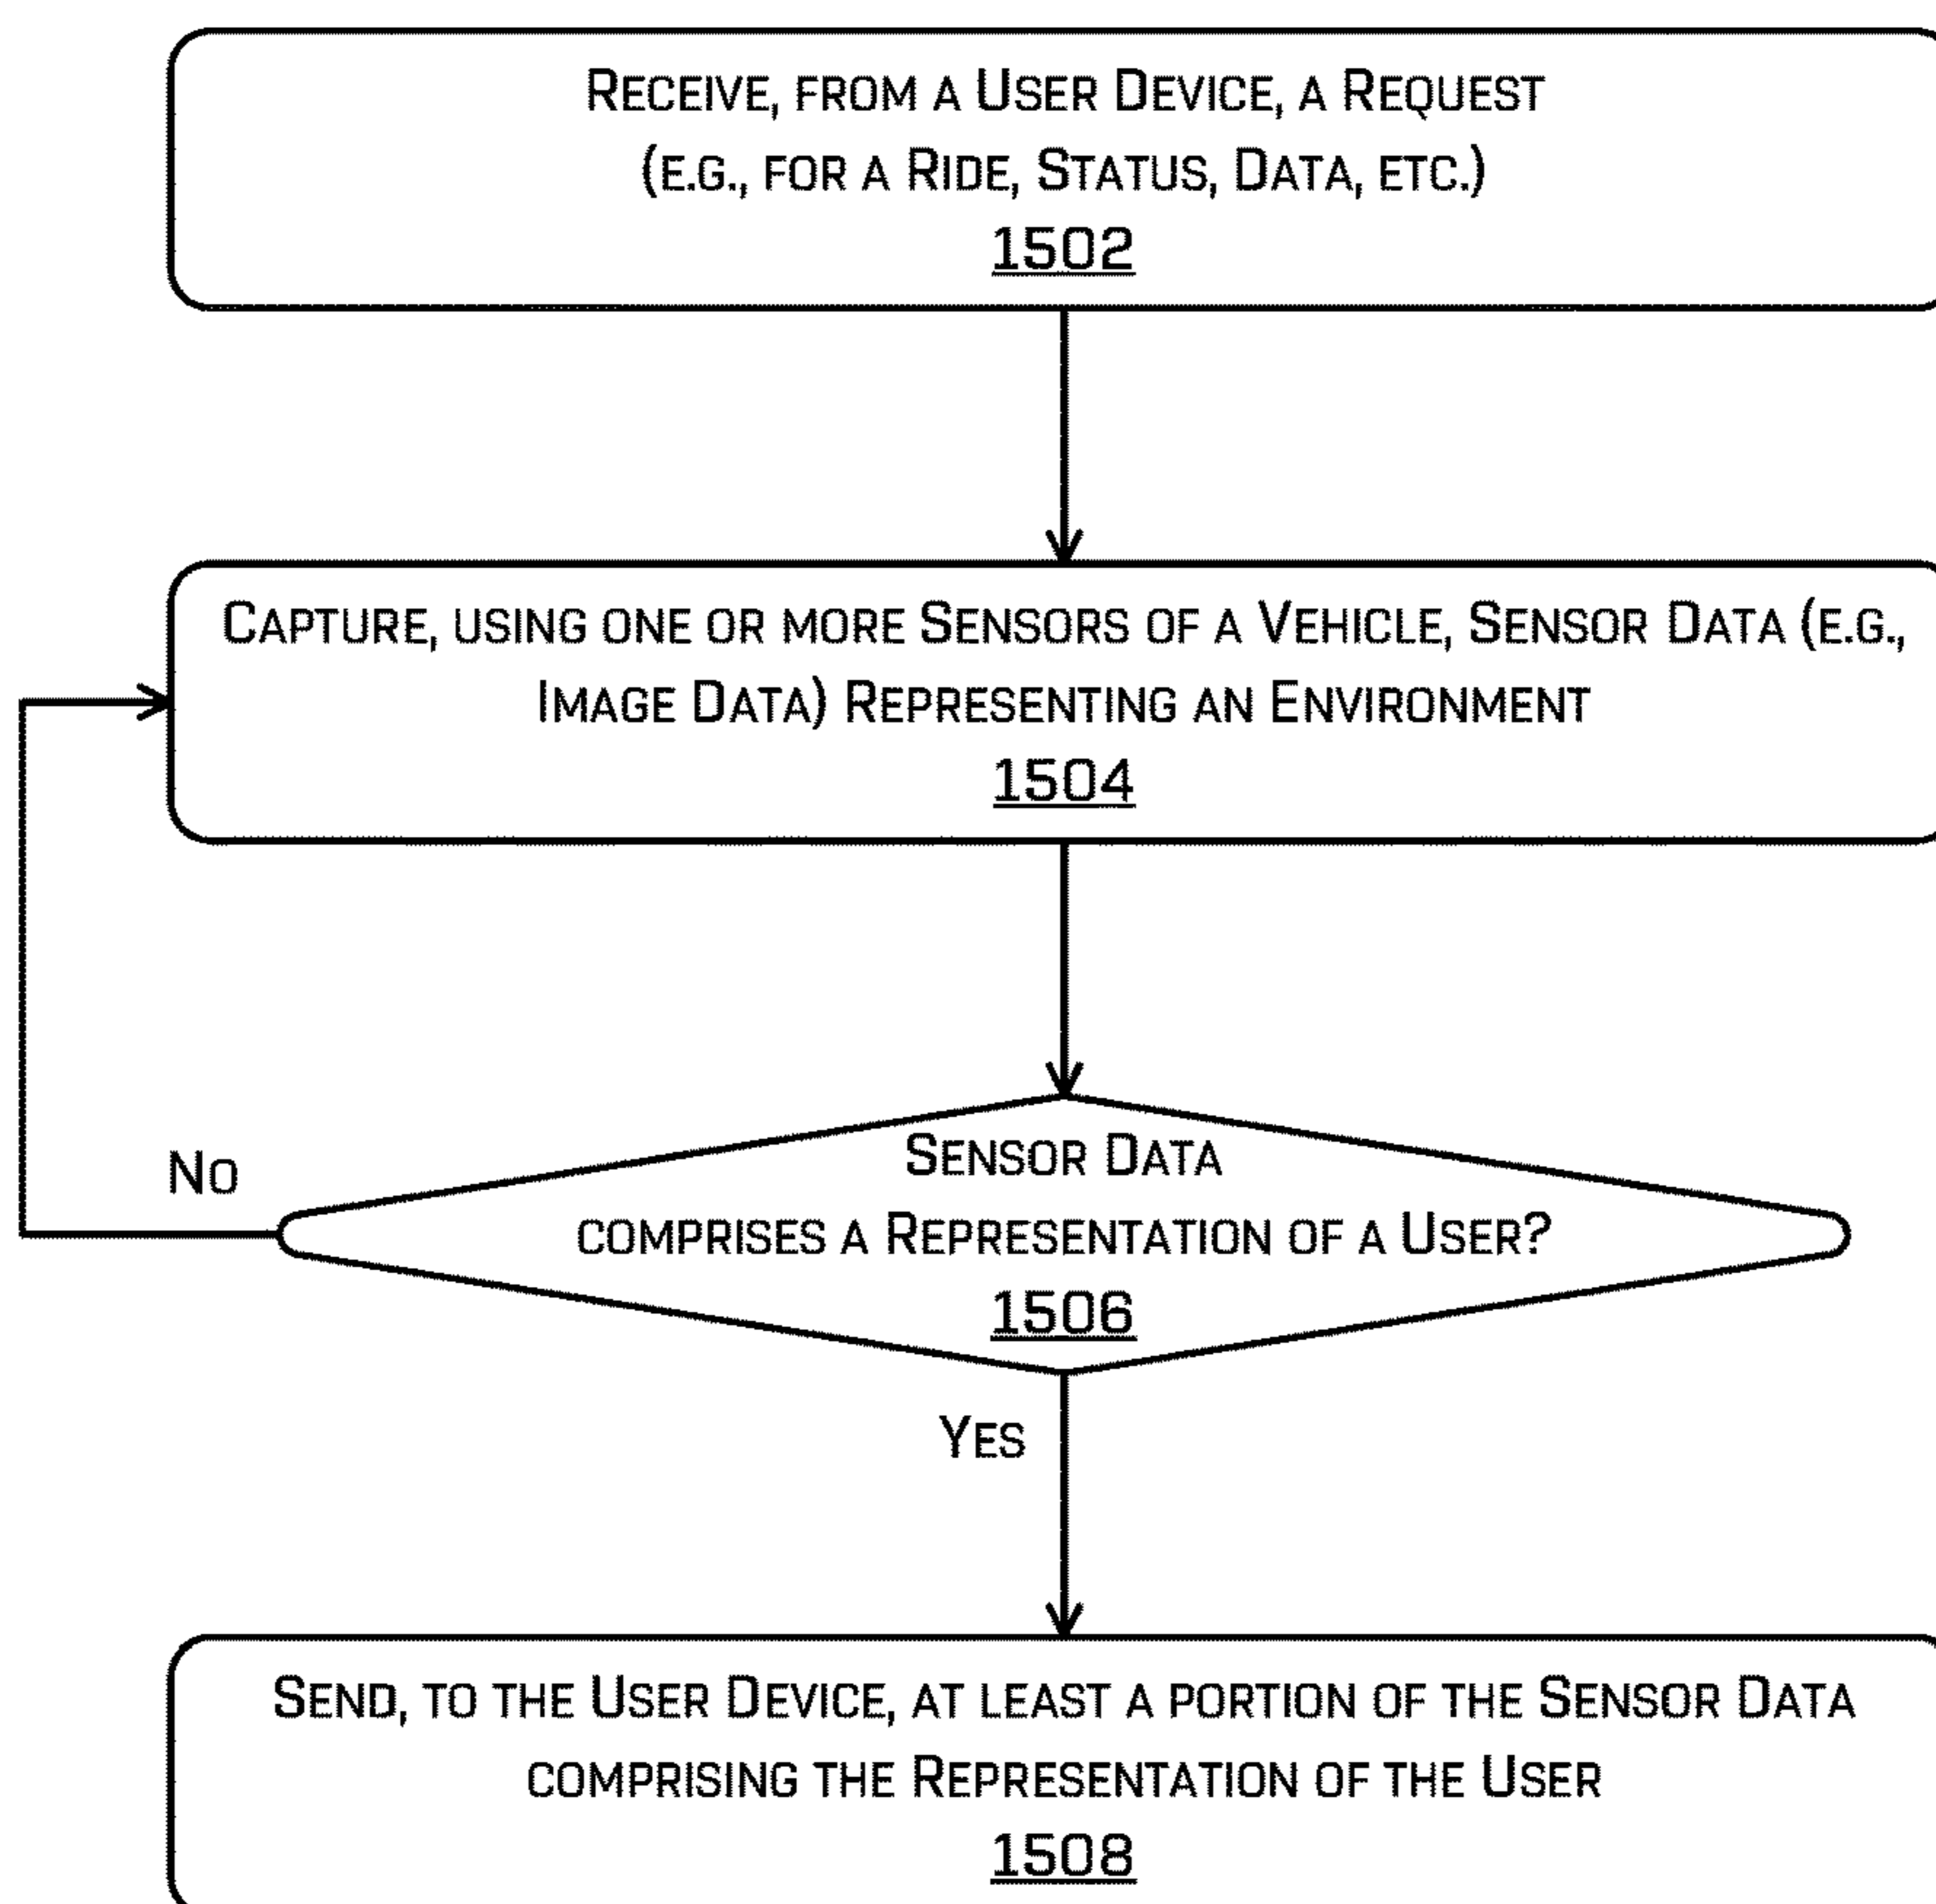 Receive, from a User Device, a Request
(e.g., for a Ride, Status, Data, etc.)
1502
Capture, using one or more Sensors of a Vehicle, Sensor Data (e.g.,
Image Data) Representing an Environment
1504
Sensor Data
comprises a Representation of a User?
1506
No
Yes
Send, to the User Device, at least a portion of the Sensor Data
comprising the Representation of the User
1508